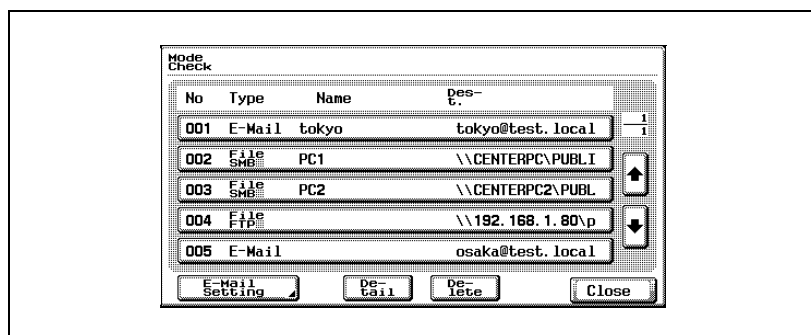 Mode
Check
No Type Name Des-
t.
001 E-Mail tokyo tokyo@test.local
1
1
002 File
SMB PC1 \\CENTERPC\PUBLI
003 File
SMB PC2 \\CENTERPC2\PUBL
004 File
FTP \\192.168.1.80\p
005 E-Mail osaka@test.local
E-Mail
Setting
De-
tail
De-
lete
Close